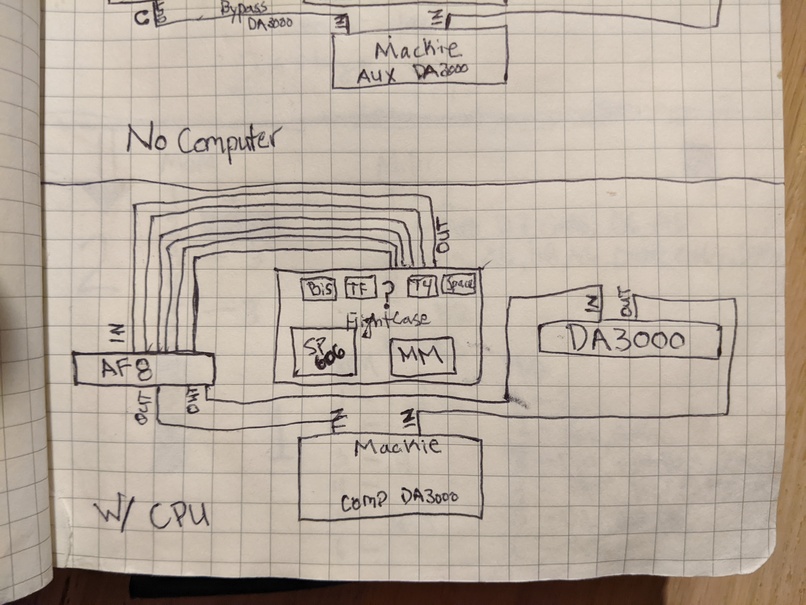 C
Bypass
DA3000
IN
IN
Mackie
AUX DA3000
No Computer
OUT
Bis
TF
?
T4
Space
Flightcase
IN
OUT
DA3000
IN
SP
606
MM
AF8
OUT
OUT
IN
IN
Mackie
COMP DA3000
W/ CPU